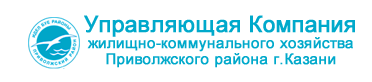 Управляющая Компания
жилищно-коммунального хозяйства
Приволжского района г.Казани